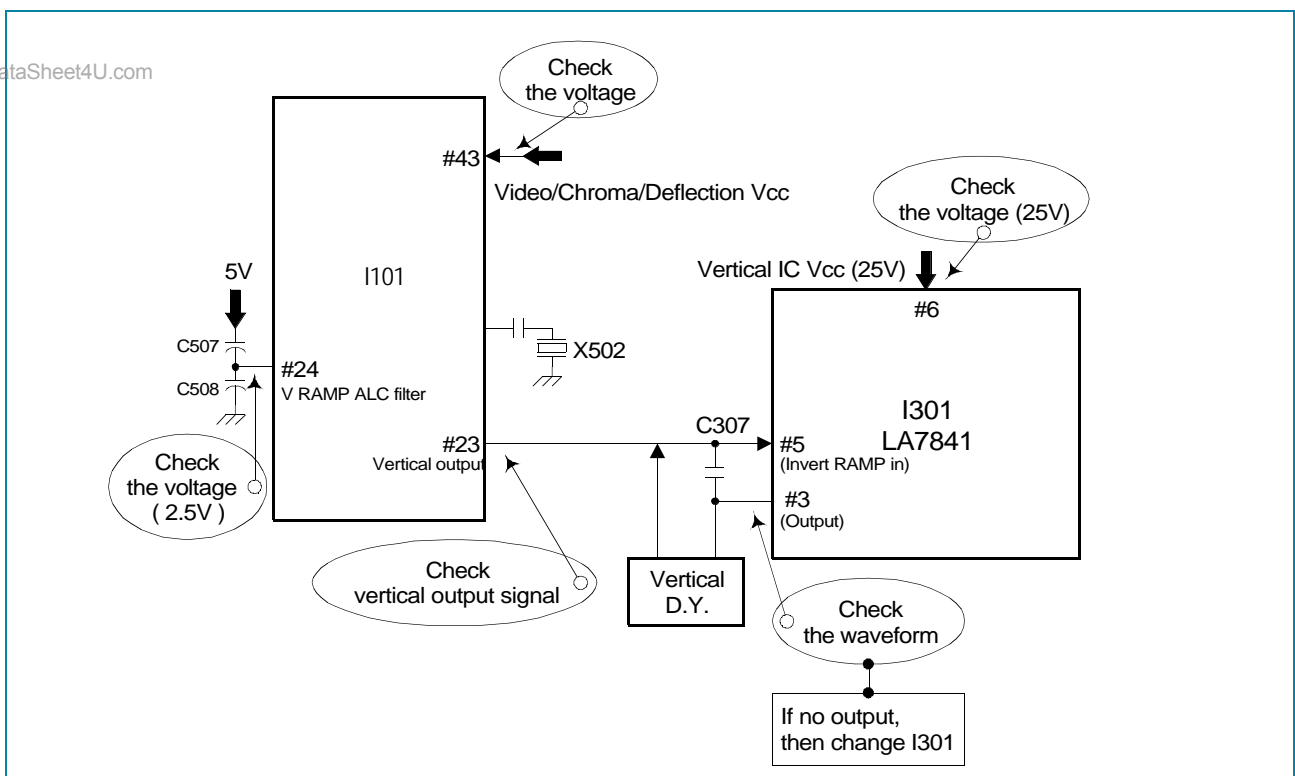 ataSheet4U.com
Check
the voltage
#43
Video/Chroma/Deflection Vcc
Check
the voltage (25V)
5V
I101
Vertical IC Vcc (25V)
#6
C507
X502
#24
C508
V RAMP ALC filter
I301
LA7841
C307
#23
Vertical output
#5
(Invert RAMP in)
Check
the voltage
( 2.5V )
#3
(Output)
Check
vertical output signal
Vertical
D.Y.
Check
the waveform
If no output,
then change I301